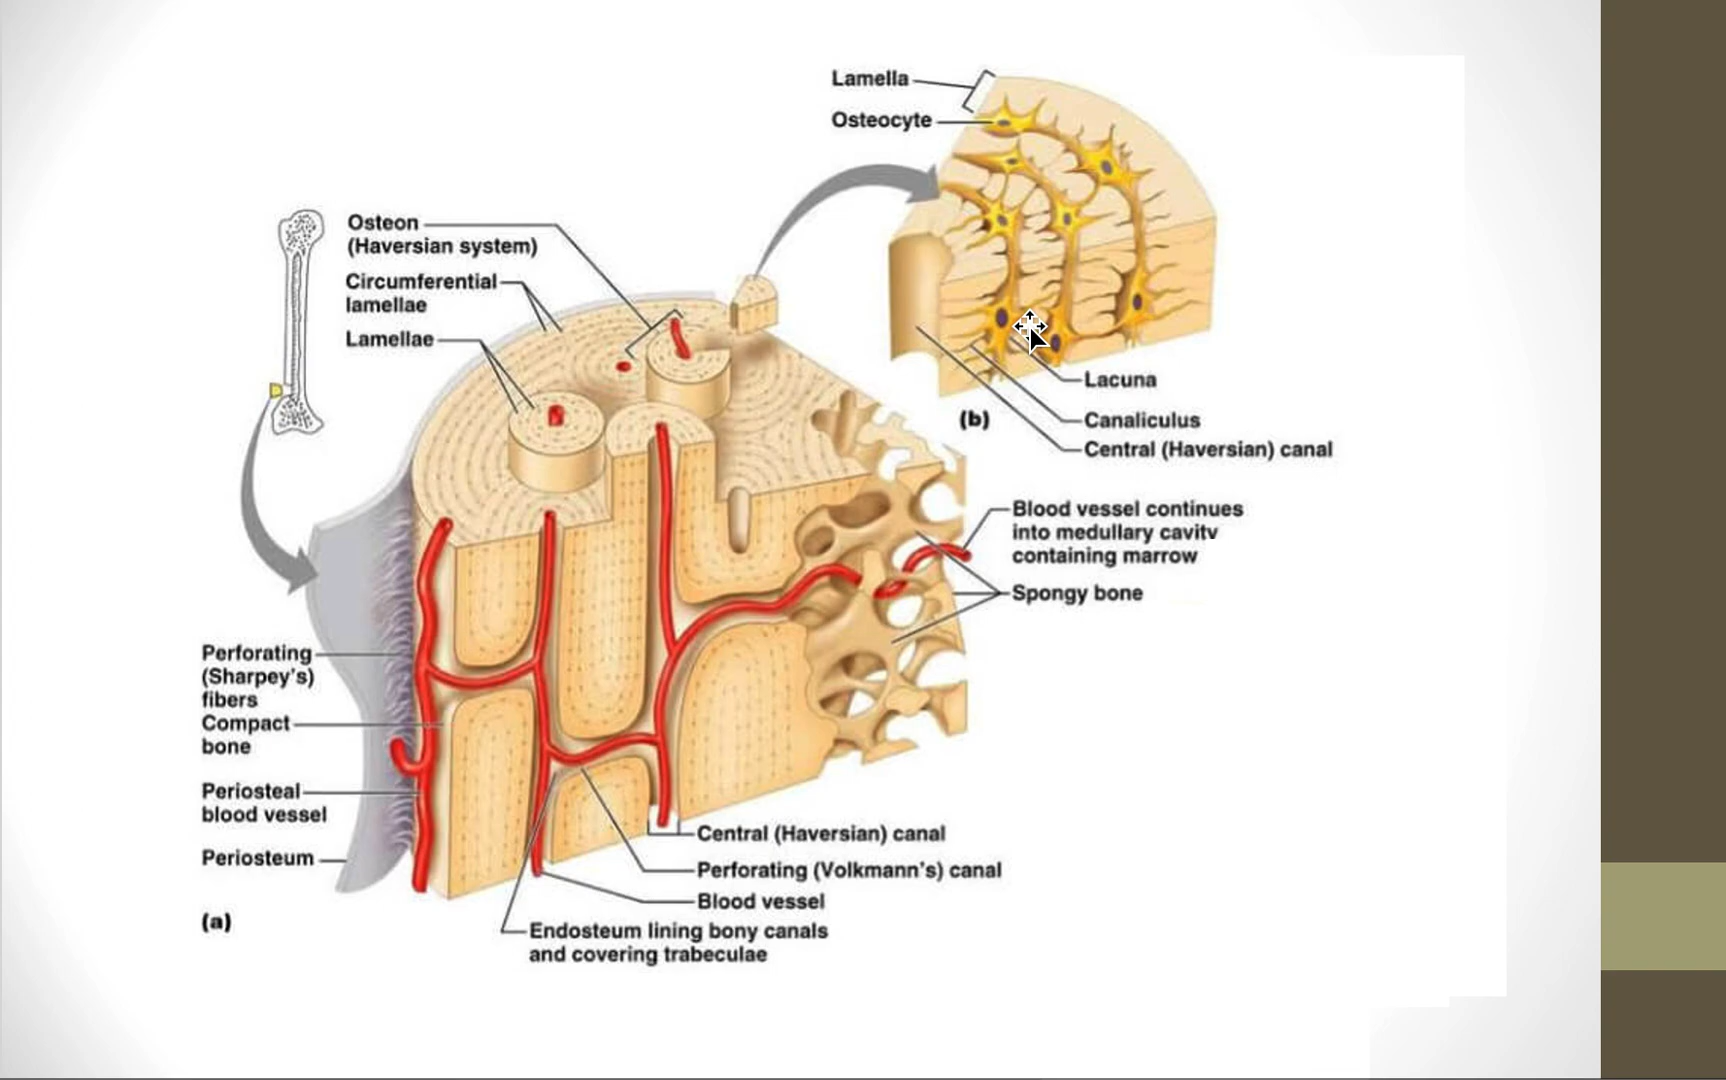 Lamella
Osteocyte
Osteon
(Haversian system)
Circumferential
lamellae
Lamellae
Lacuna
(b)
Canaliculus
Central (Haversian) canal
Blood vessel continues
into medullary cavity
containing marrow
Spongy bone
Perforating
(Sharpey's)
fibers
Compact
bone
Periosteal
blood vessel
Periosteum
Central (Haversian) canal
Perforating (Volkmann's) canal
Blood vessel
(a)
Endosteum lining bony canals
and covering trabeculae